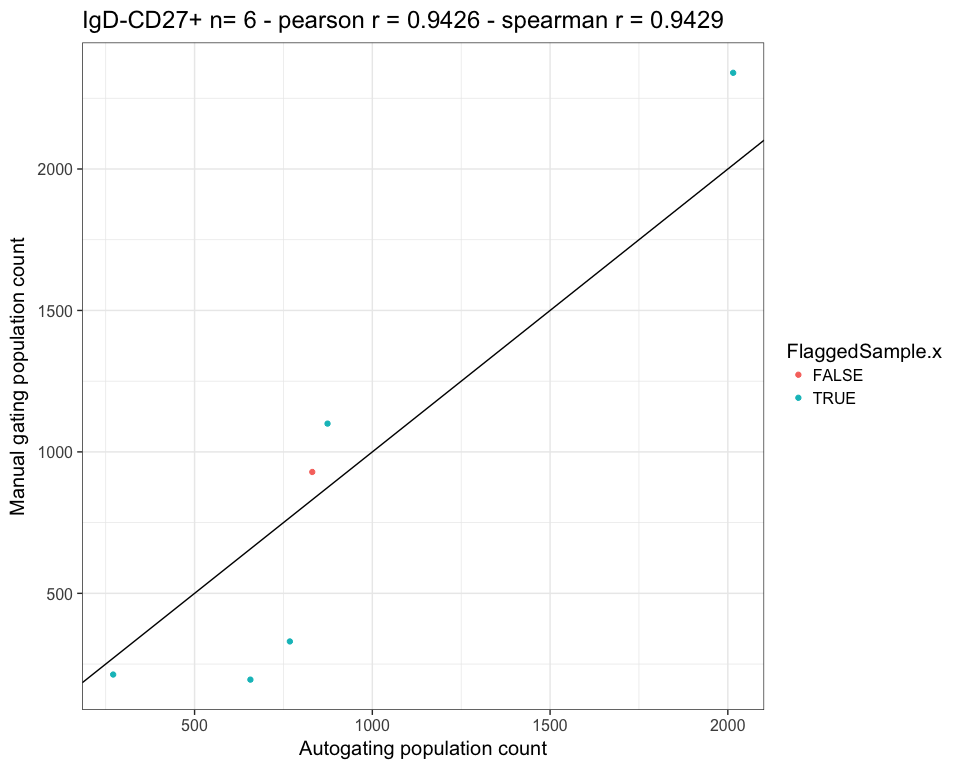 IgD-CD27+ n= 6 - pearson r = 0.9426 - spearman r = 0.9429
Manual gating population count
2000
1500
1000
500
500 1000 1500 2000
Autogating population count
FlaggedSample.x
FALSE
TRUE